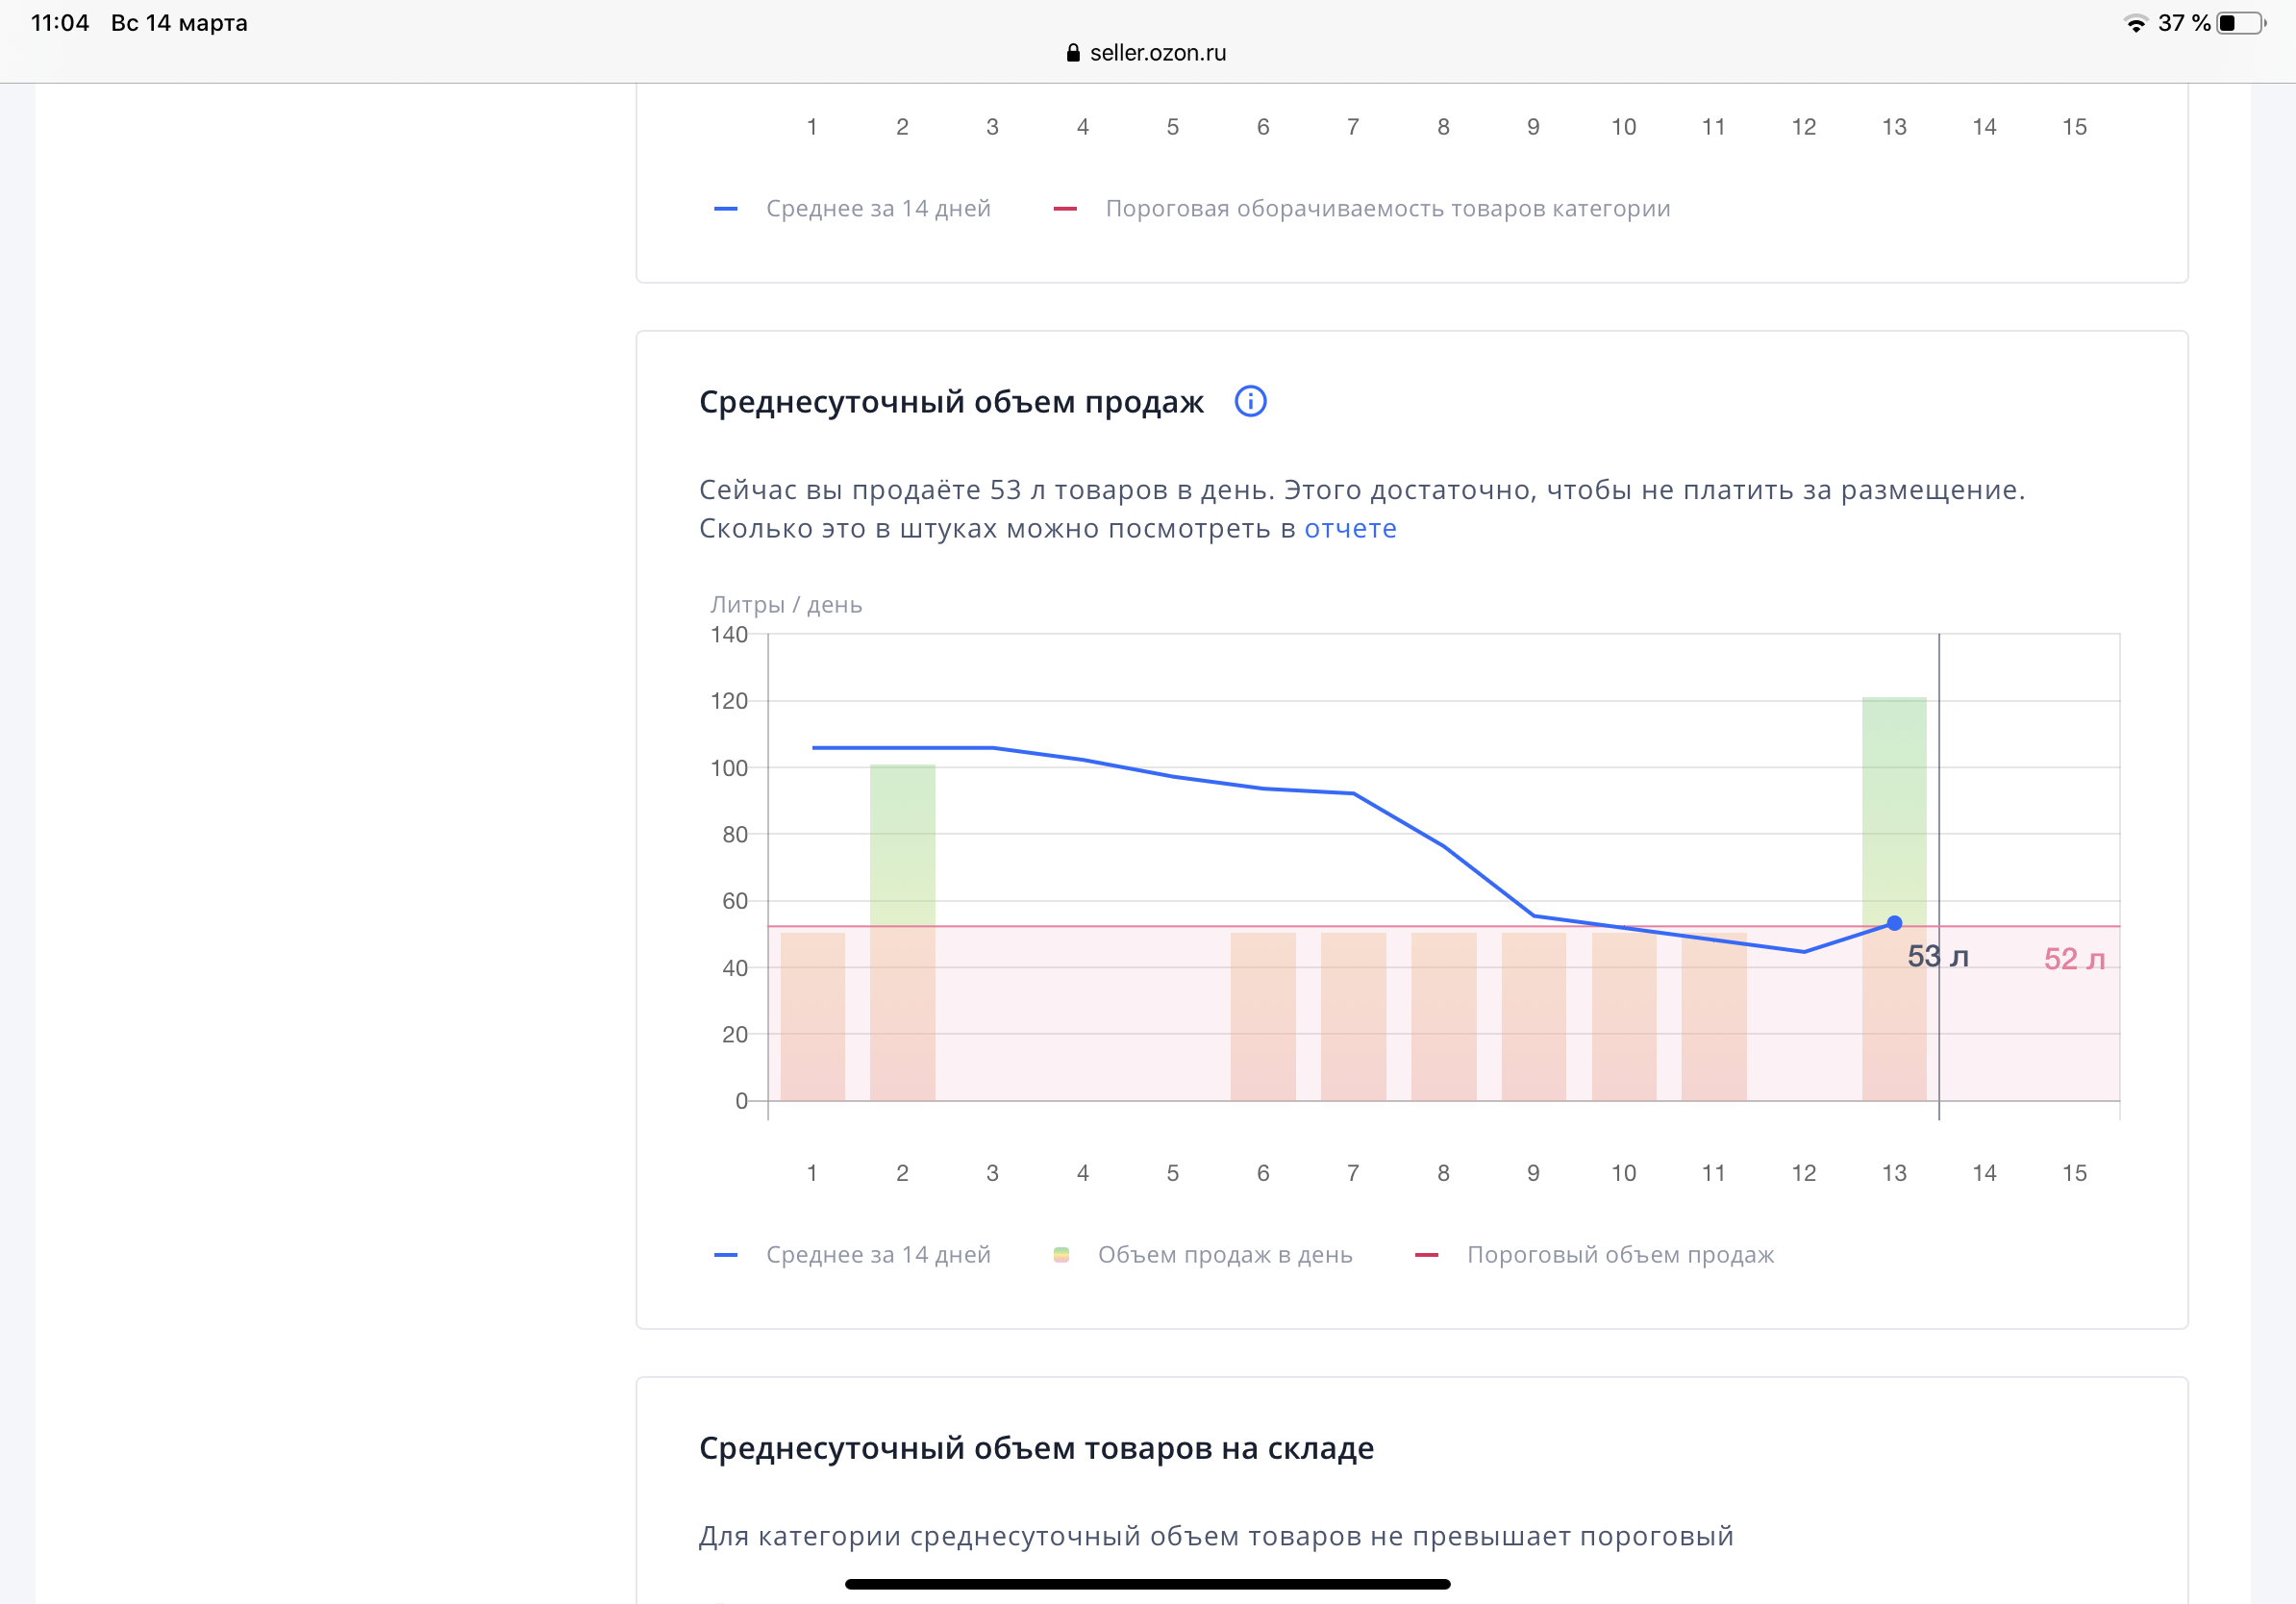 11:04 Вс 14 марта
37 %
seller.ozon.ru
1 2 3 4 5 6 7 8 9 10 11 12 13 14 15
Среднее за 14 дней Пороговая оборачиваемость товаров категории
Среднесуточный объем продаж
Сейчас вы продаёте 53 л товаров в день. Этого достаточно, чтобы не платить за размещение.
Сколько это в штуках можно посмотреть в отчете
Литры / день
140
120
100
80
60
53 л 52 л
40
20
0
1 2 3 4 5 6 7 8 9 10 11 12 13 14 15
Среднее за 14 дней Объем продаж в день Пороговый объем продаж
Среднесуточный объем товаров на складе
Для категории среднесуточный объем товаров не превышает пороговый